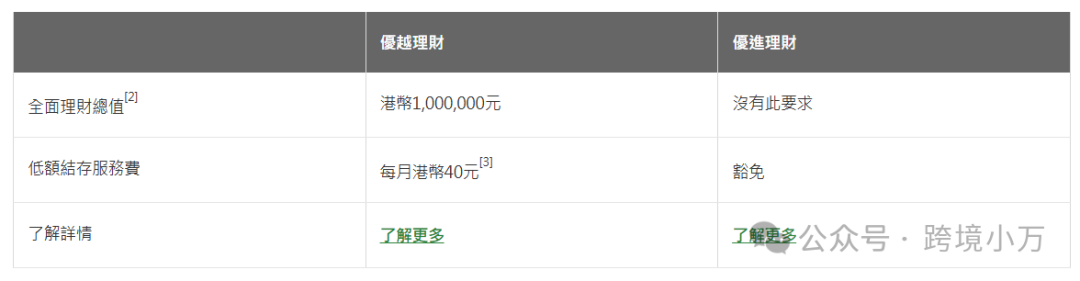 優越理財 優進理財
全面理財總值[2] 港幣1,000,000元 沒有此要求
低額結存服務費 每月港幣40元[3] 豁免
了解詳情 了解更多 了解更多
公众号 · 跨境小万